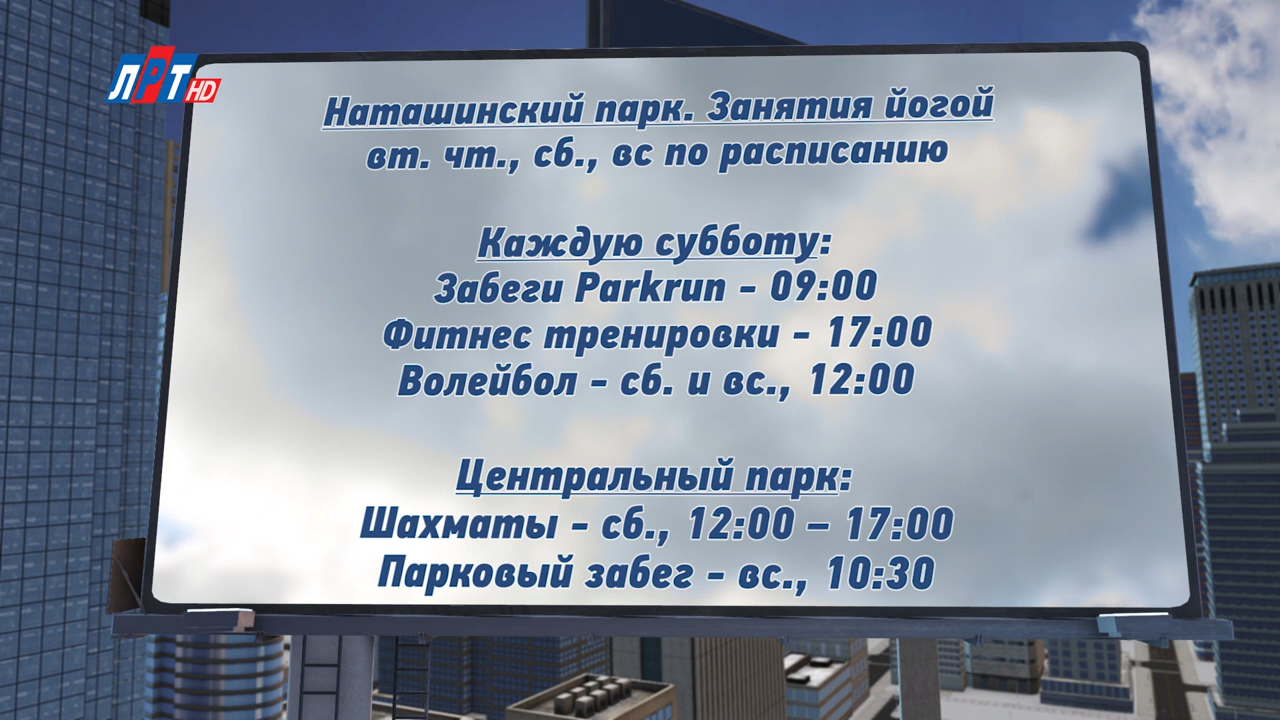 ЛРТ HD
Наташинский парк. Занятия йогой
вт. чт., сб., вс по расписанию
Каждую субботу:
Забеги Parkrun - 09:00
Фитнес тренировки - 17:00
Волейбол - сб. и вс., 12:00
Центральный парк:
Шахматы - сб., 12:00 – 17:00
Парковый забег - вс., 10:30